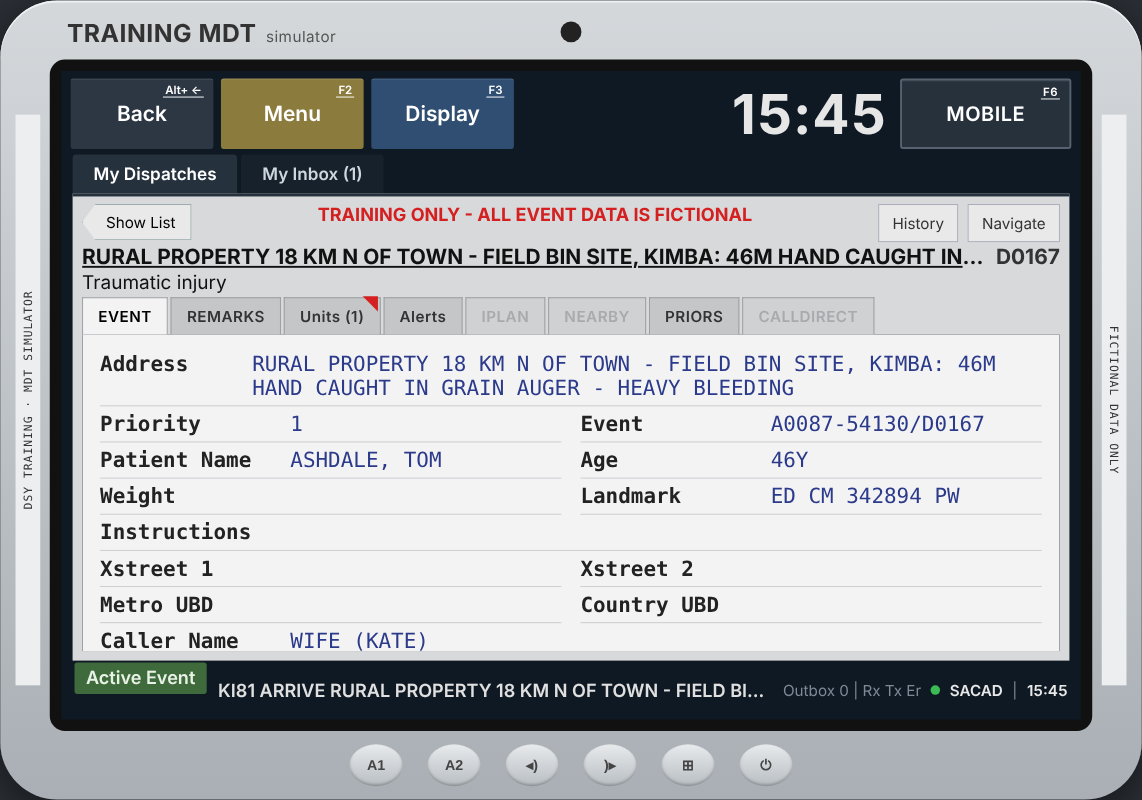 TRAINING MDT simulator
Back Alt+ ←
Menu F2
Display F3
15:45
MOBILE F6
My Dispatches
My Inbox (1)
Show List
TRAINING ONLY - ALL EVENT DATA IS FICTIONAL
History
Navigate
RURAL PROPERTY 18 KM N OF TOWN - FIELD BIN SITE, KIMBA: 46M HAND CAUGHT IN... D0167
Traumatic injury
EVENT
REMARKS
Units (1)
Alerts
IPLAN
NEARBY
PRIORS
CALLDIRECT
Address RURAL PROPERTY 18 KM N OF TOWN - FIELD BIN SITE, KIMBA: 46M
HAND CAUGHT IN GRAIN AUGER - HEAVY BLEEDING
Priority 1 Event A0087-54130/D0167
Patient Name ASHDALE, TOM Age 46Y
Weight Landmark ED CM 342894 PW
Instructions
Xstreet 1 Xstreet 2
Metro UBD Country UBD
Caller Name WIFE (KATE)
Active Event
KI81 ARRIVE RURAL PROPERTY 18 KM N OF TOWN - FIELD BI... Outbox 0 | Rx Tx Er SACAD | 15:45
A1
A2
DSY TRAINING · MDT SIMULATOR
FICTIONAL DATA ONLY